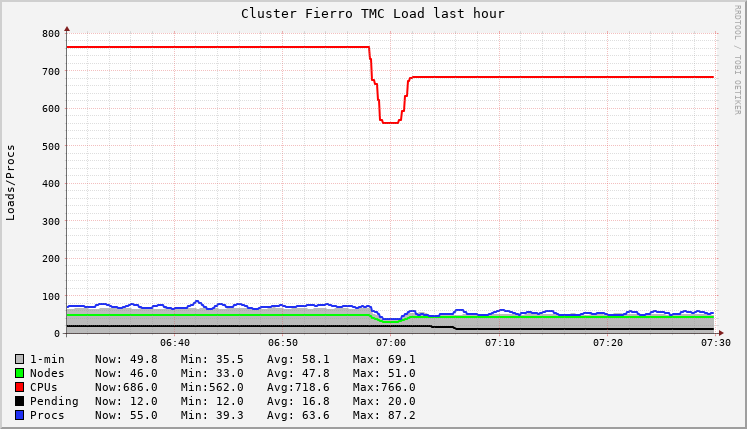 Cluster Fierro TMC Load last hour
RRDTOOL / TOBI OETIKER
Loads/Procs
800
700
600
500
400
300
200
100
0
06:40 06:50 07:00 07:10 07:20 07:30
1-min Now: 49.8 Min: 35.5 Avg: 58.1 Max: 69.1
Nodes Now: 46.0 Min: 33.0 Avg: 47.8 Max: 51.0
CPUs Now:686.0 Min:562.0 Avg:718.6 Max:766.0
Pending Now: 12.0 Min: 12.0 Avg: 16.8 Max: 20.0
Procs Now: 55.0 Min: 39.3 Avg: 63.6 Max: 87.2